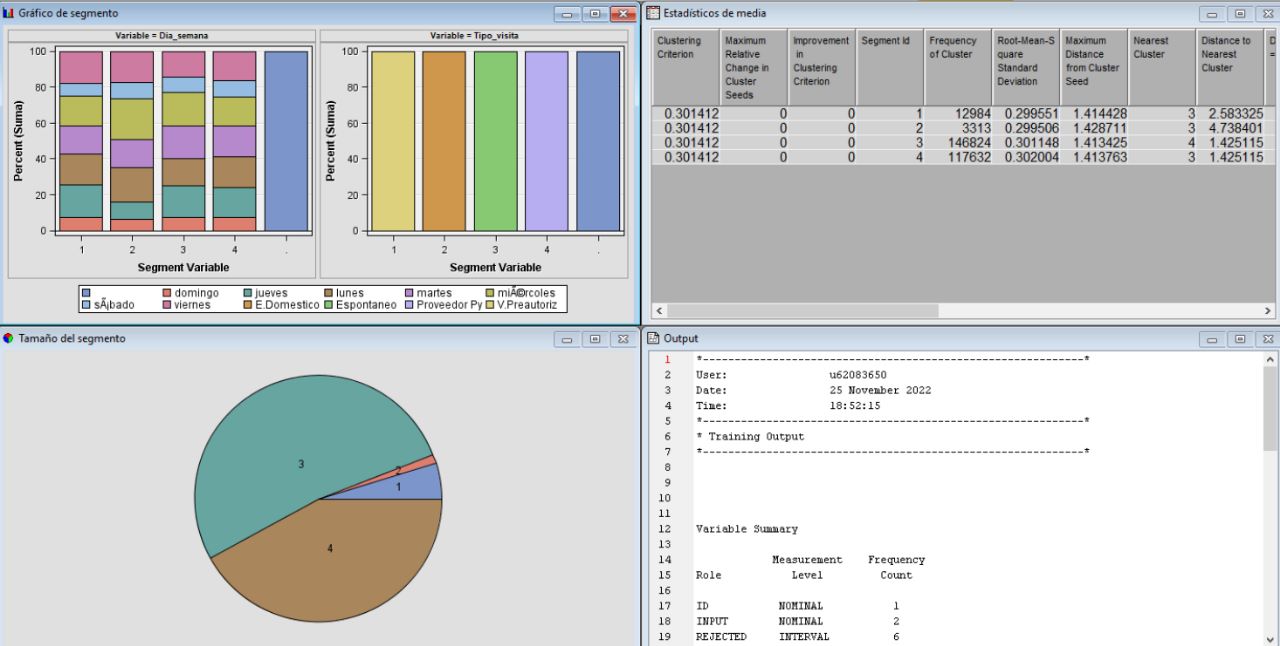 Gráfico de segmento
Variable = Dia_semana
Variable = Tipo_visita
Percent (Suma)
100
80
60
40
20
0
1 2 3 4 .
Segment Variable
Percent (Suma)
100
80
60
40
20
0
1 2 3 4 .
Segment Variable
domingo jueves lunes martes miÃ©rcoles
sÃ¡bado viernes E.Domestico Espontaneo Proveedor Py V.Preautoriz
Estadísticos de media
Clustering Criterion
Maximum Relative Change in Cluster Seeds
Improvement in Clustering Criterion
Segment Id
Frequency of Cluster
Root-Mean-S quare Standard Deviation
Maximum Distance from Cluster Seed
Nearest Cluster
Distance to Nearest Cluster
D =
0.301412 0 0 1 12984 0.299551 1.414428 3 2.583325
0.301412 0 0 2 3313 0.299506 1.428711 3 4.738401
0.301412 0 0 3 146824 0.301148 1.413425 4 1.425115
0.301412 0 0 4 117632 0.302004 1.413763 3 1.425115
Tamaño del segmento
3
2
1
4
Output
1 *------------------------------------------------------------*
2 User: u62083650
3 Date: 25 November 2022
4 Time: 18:52:15
5 *------------------------------------------------------------*
6 * Training Output
7 *------------------------------------------------------------*
8
9
10
11
12 Variable Summary
13
14 Measurement Frequency
15 Role Level Count
16
17 ID NOMINAL 1
18 INPUT NOMINAL 2
19 REJECTED INTERVAL 6